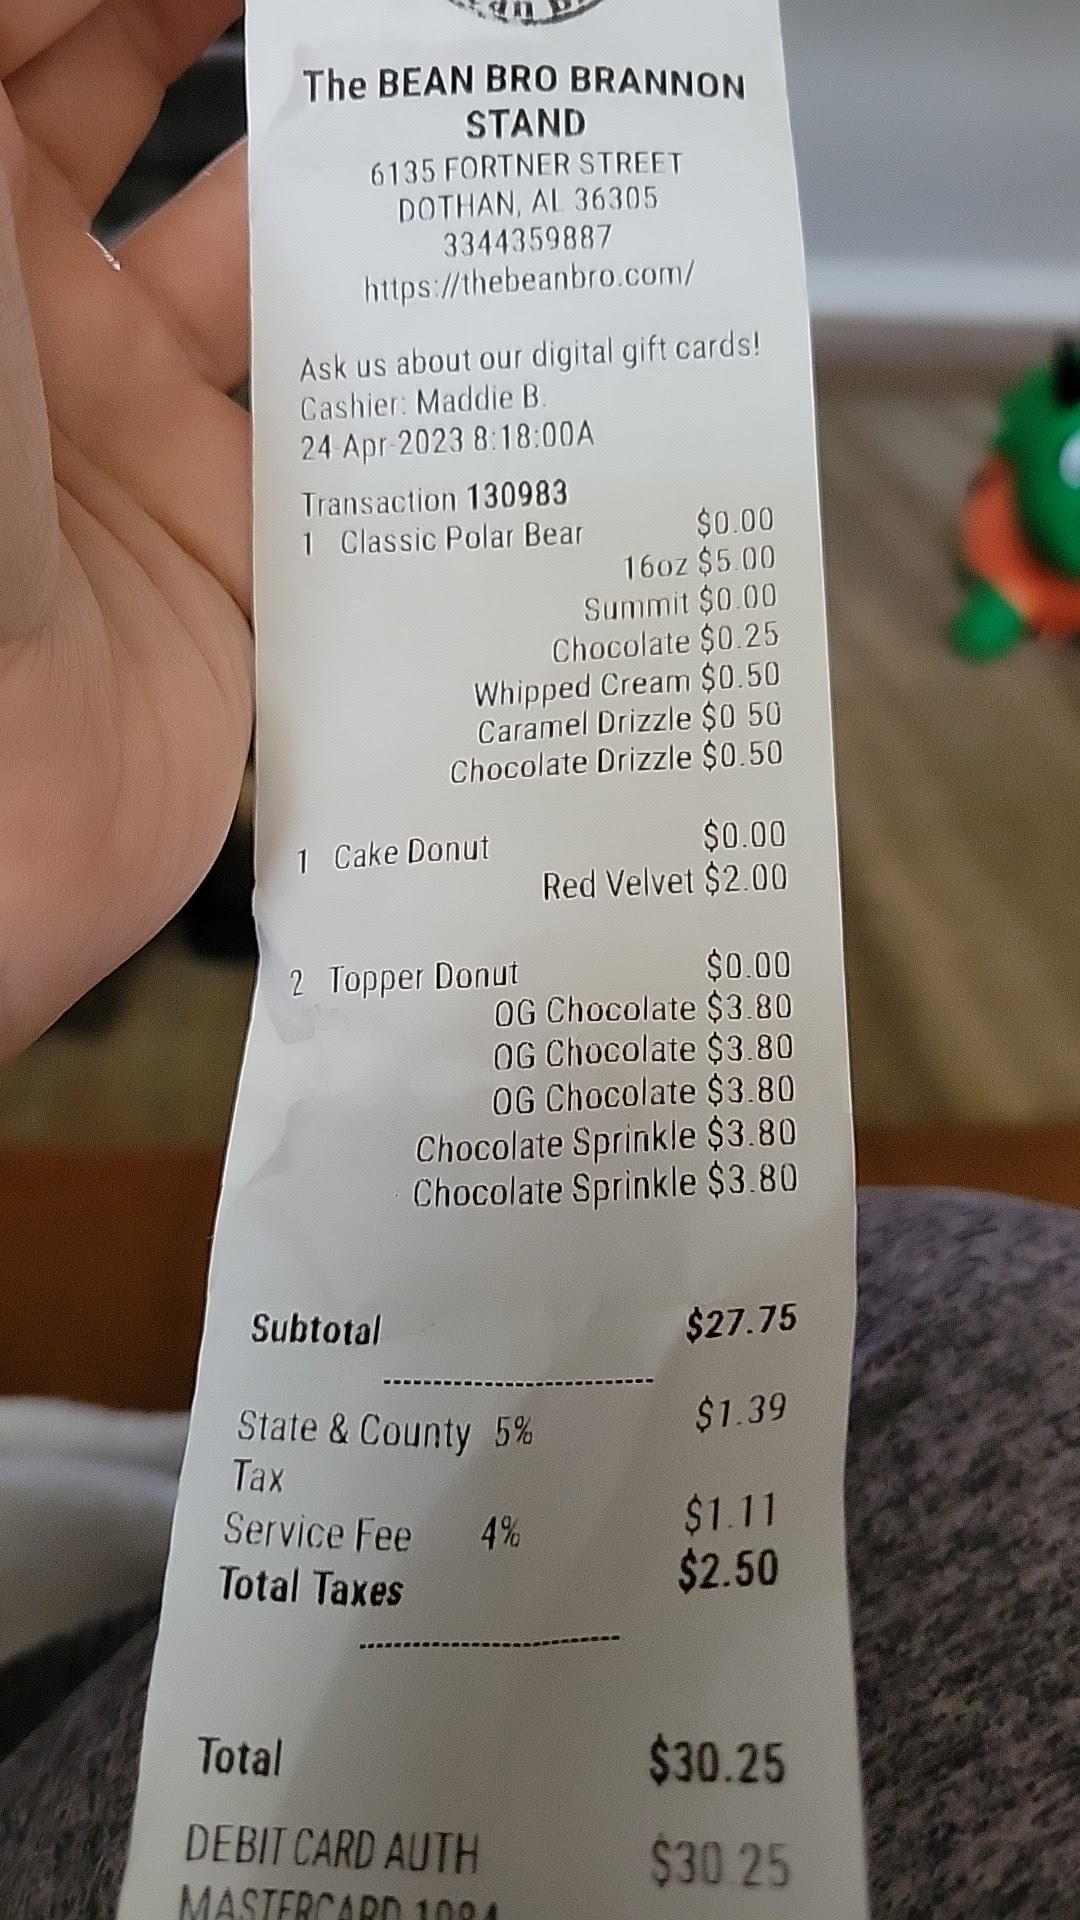 The BEAN BRO BRANNON
STAND
6135 FORTNER STREET
DOTHAN, AL 36305
3344359887
https://thebeanbro.com/
Ask us about our digital gift cards!
Cashier: Maddie B.
24-Apr-2023 8:18:00A
Transaction 130983
1 Classic Polar Bear $0.00
16oz $5.00
Summit $0.00
Chocolate $0.25
Whipped Cream $0.50
Caramel Drizzle $0.50
Chocolate Drizzle $0.50
1 Cake Donut $0.00
Red Velvet $2.00
2 Topper Donut $0.00
OG Chocolate $3.80
OG Chocolate $3.80
OG Chocolate $3.80
Chocolate Sprinkle $3.80
Chocolate Sprinkle $3.80
Subtotal $27.75
State & County 5% $1.39
Tax
Service Fee 4% $1.11
Total Taxes $2.50
Total $30.25
DEBIT CARD AUTH $30.25
MASTERCARD